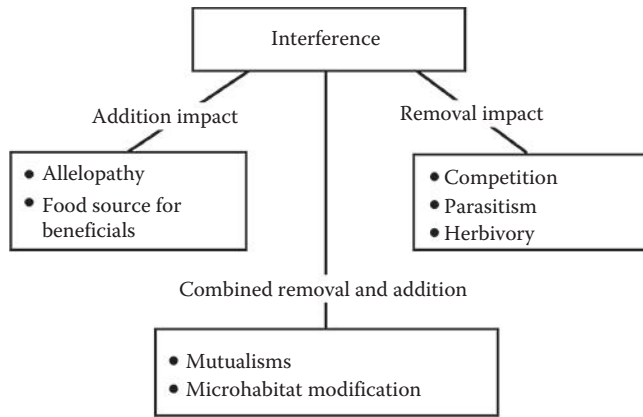 Interference
Addition impact
Removal impact
• Allelopathy
• Food source for
beneficials
• Competition
• Parasitism
• Herbivory
Combined removal and addition
• Mutualisms
• Microhabitat modification